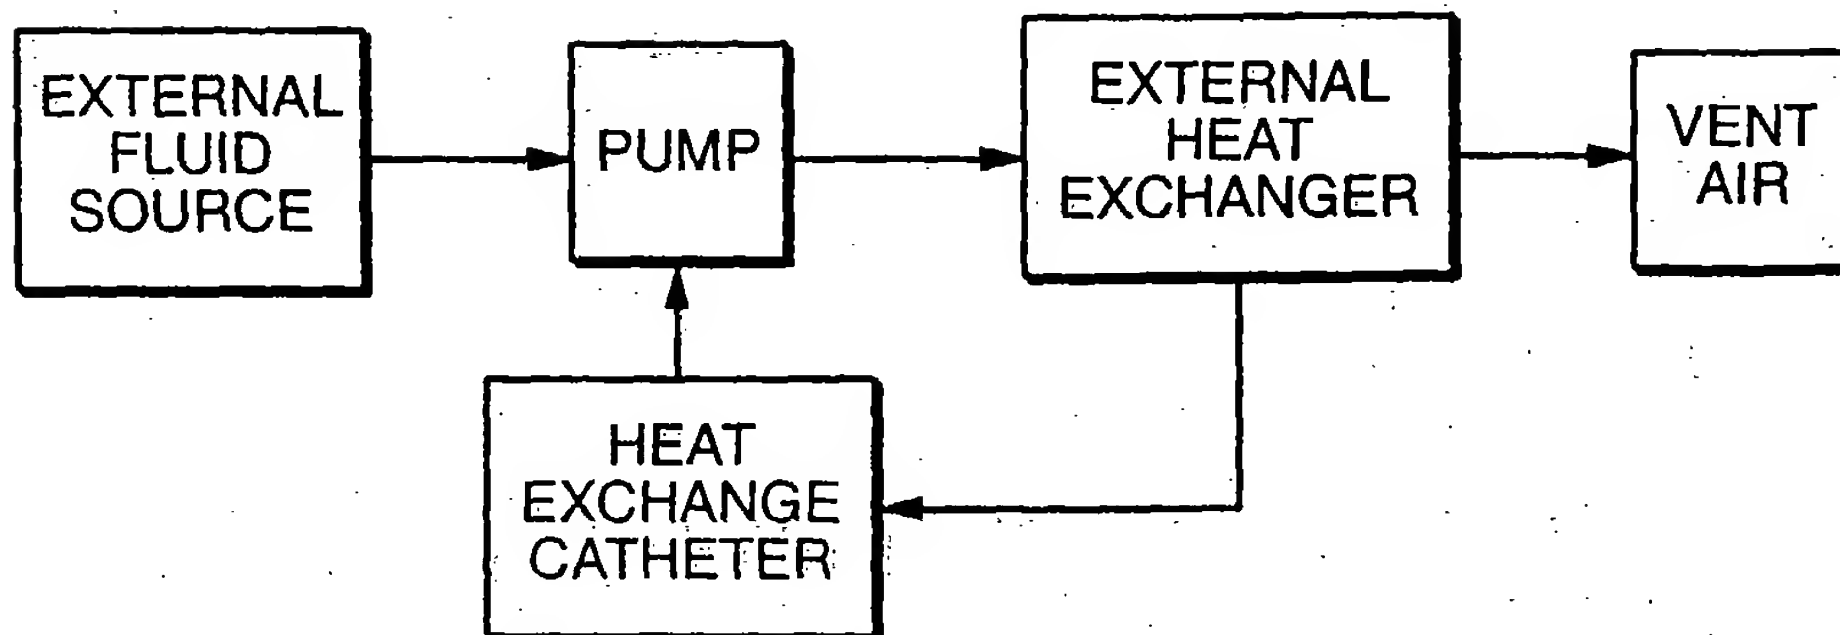 EXTERNAL
FLUID
SOURCE
PUMP
EXTERNAL
HEAT
EXCHANGER
VENT
AIR
HEAT
EXCHANGE
CATHETER